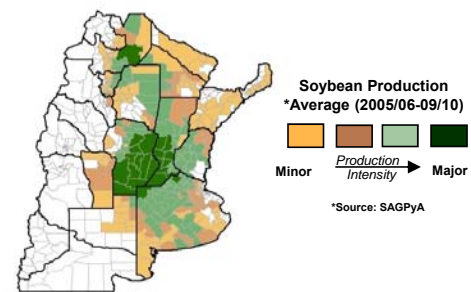 Soybean Production
*Average (2005/06-09/10)
Production
Minor Intensity Major
*Source: SAGPyA